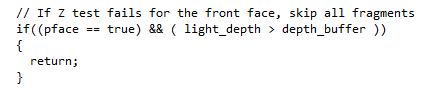 // If Z test fails for the front face, skip all fragments
if((pface == true) && ( light_depth > depth_buffer ))
{
  return;
}